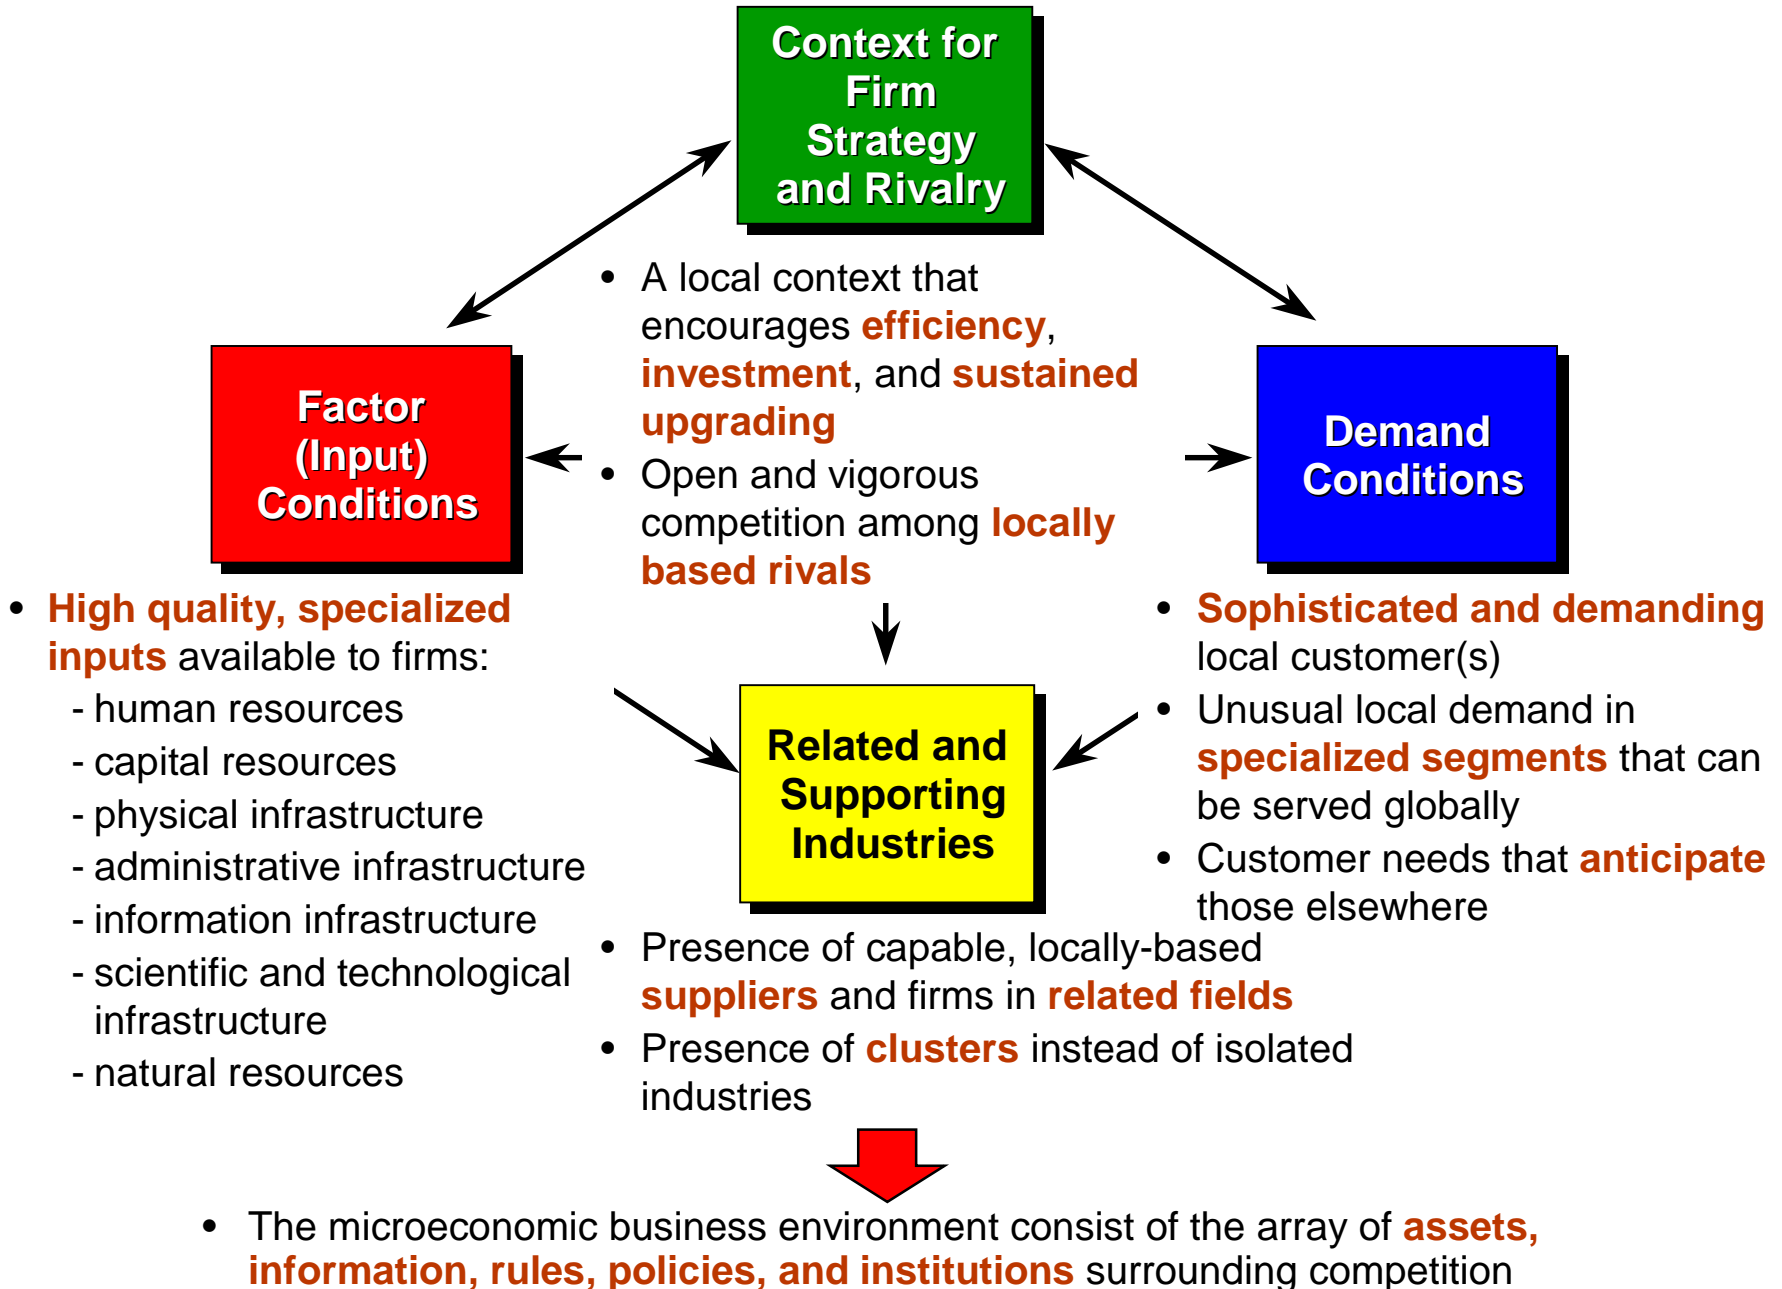 Context for
Firm
Strategy
and Rivalry
• A local context that
encourages efficiency,
investment, and sustained
upgrading
• Open and vigorous
competition among locally
based rivals
Factor
(Input)
Conditions
• High quality, specialized
inputs available to firms:
- human resources
- capital resources
- physical infrastructure
- administrative infrastructure
- information infrastructure
- scientific and technological
infrastructure
- natural resources
Demand
Conditions
• Sophisticated and demanding
local customer(s)
• Unusual local demand in
specialized segments that can
be served globally
• Customer needs that anticipate
those elsewhere
Related and
Supporting
Industries
• Presence of capable, locally-based
suppliers and firms in related fields
• Presence of clusters instead of isolated
industries
• The microeconomic business environment consist of the array of assets,
information, rules, policies, and institutions surrounding competition